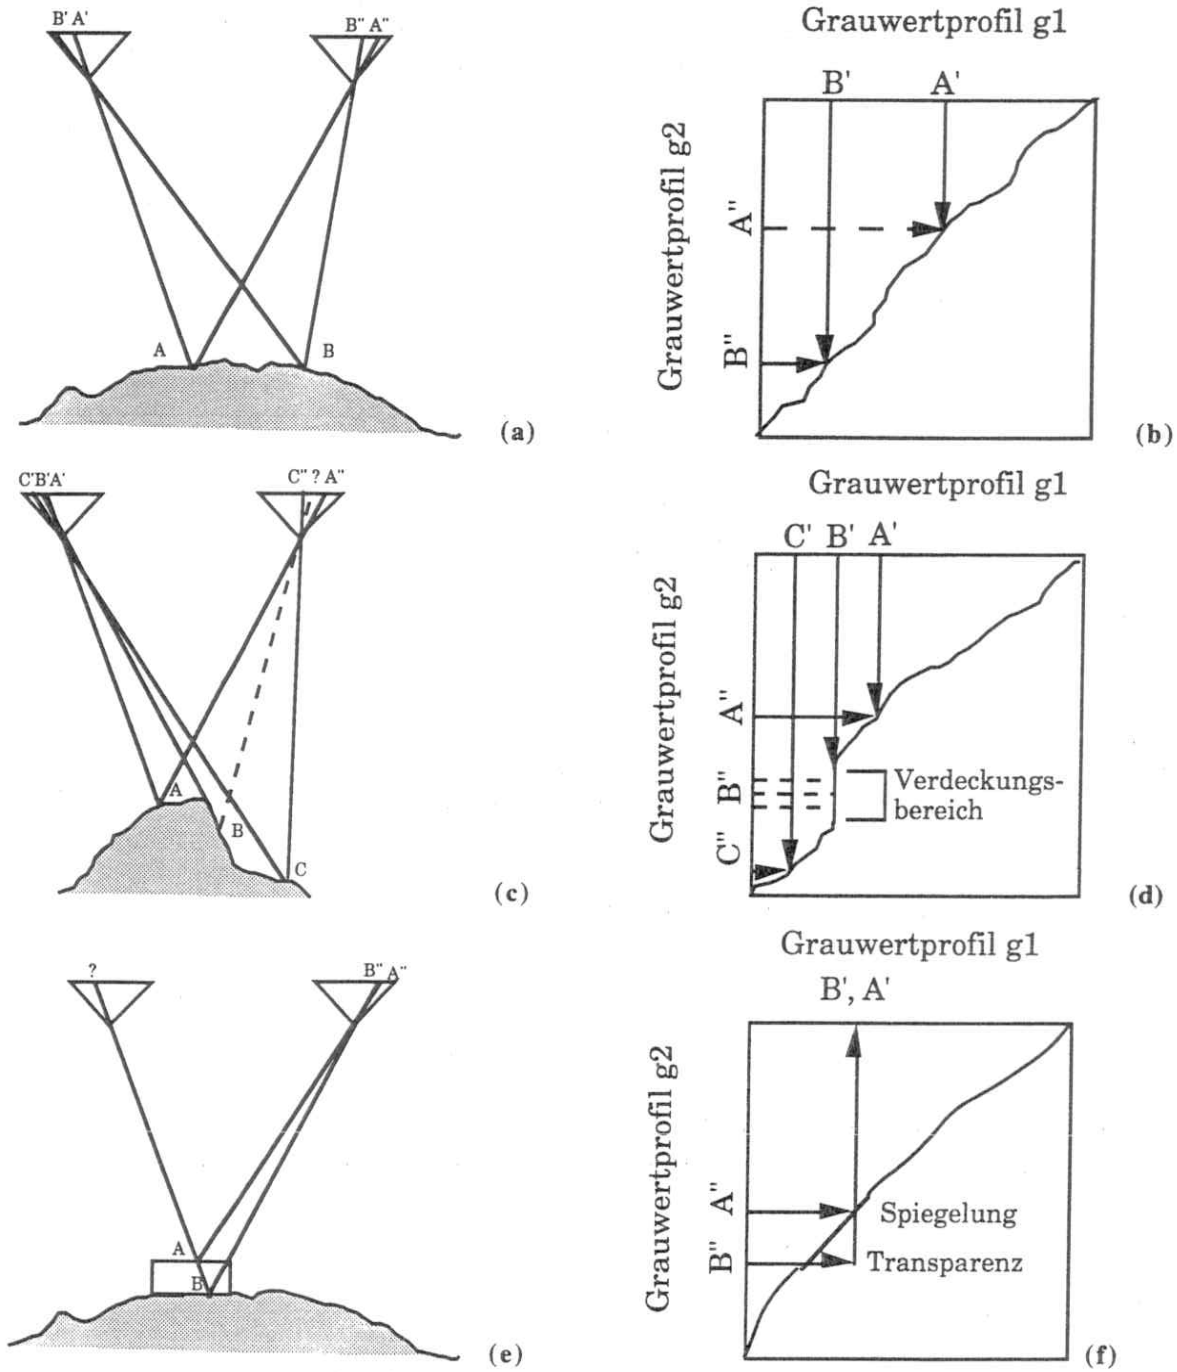 B' A'
B" A"
A
B
(a)
Grauwertprofil g1
B' A'
Grauwertprofil g2
A"
B"
(b)
C'B'A'
C" ? A"
A
B
C
(c)
Grauwertprofil g1
C' B' A'
Grauwertprofil g2
A"
B"
C"
Verdeckungs-
bereich
(d)
?
B" A"
A
B
(e)
Grauwertprofil g1
B', A'
Grauwertprofil g2
A"
B"
Spiegelung
Transparenz
(f)